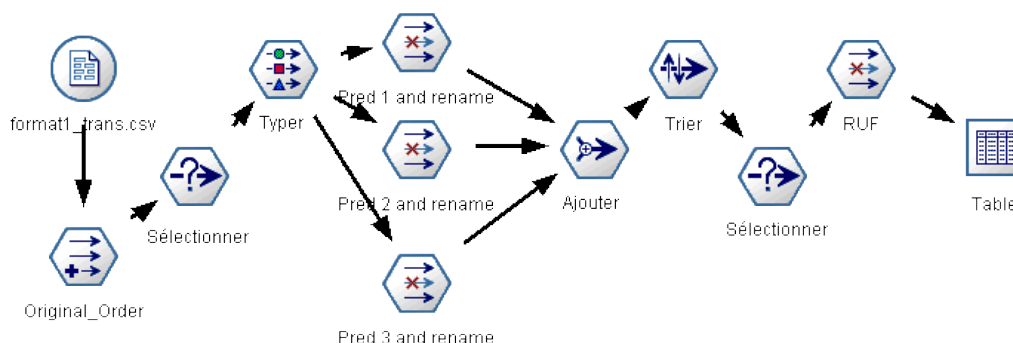 format1_trans.csv
Original_Order
Sélectionner
Typer
Pred 1 and rename
Pred 2 and rename
Pred 3 and rename
Ajouter
Trier
Sélectionner
RUF
Table